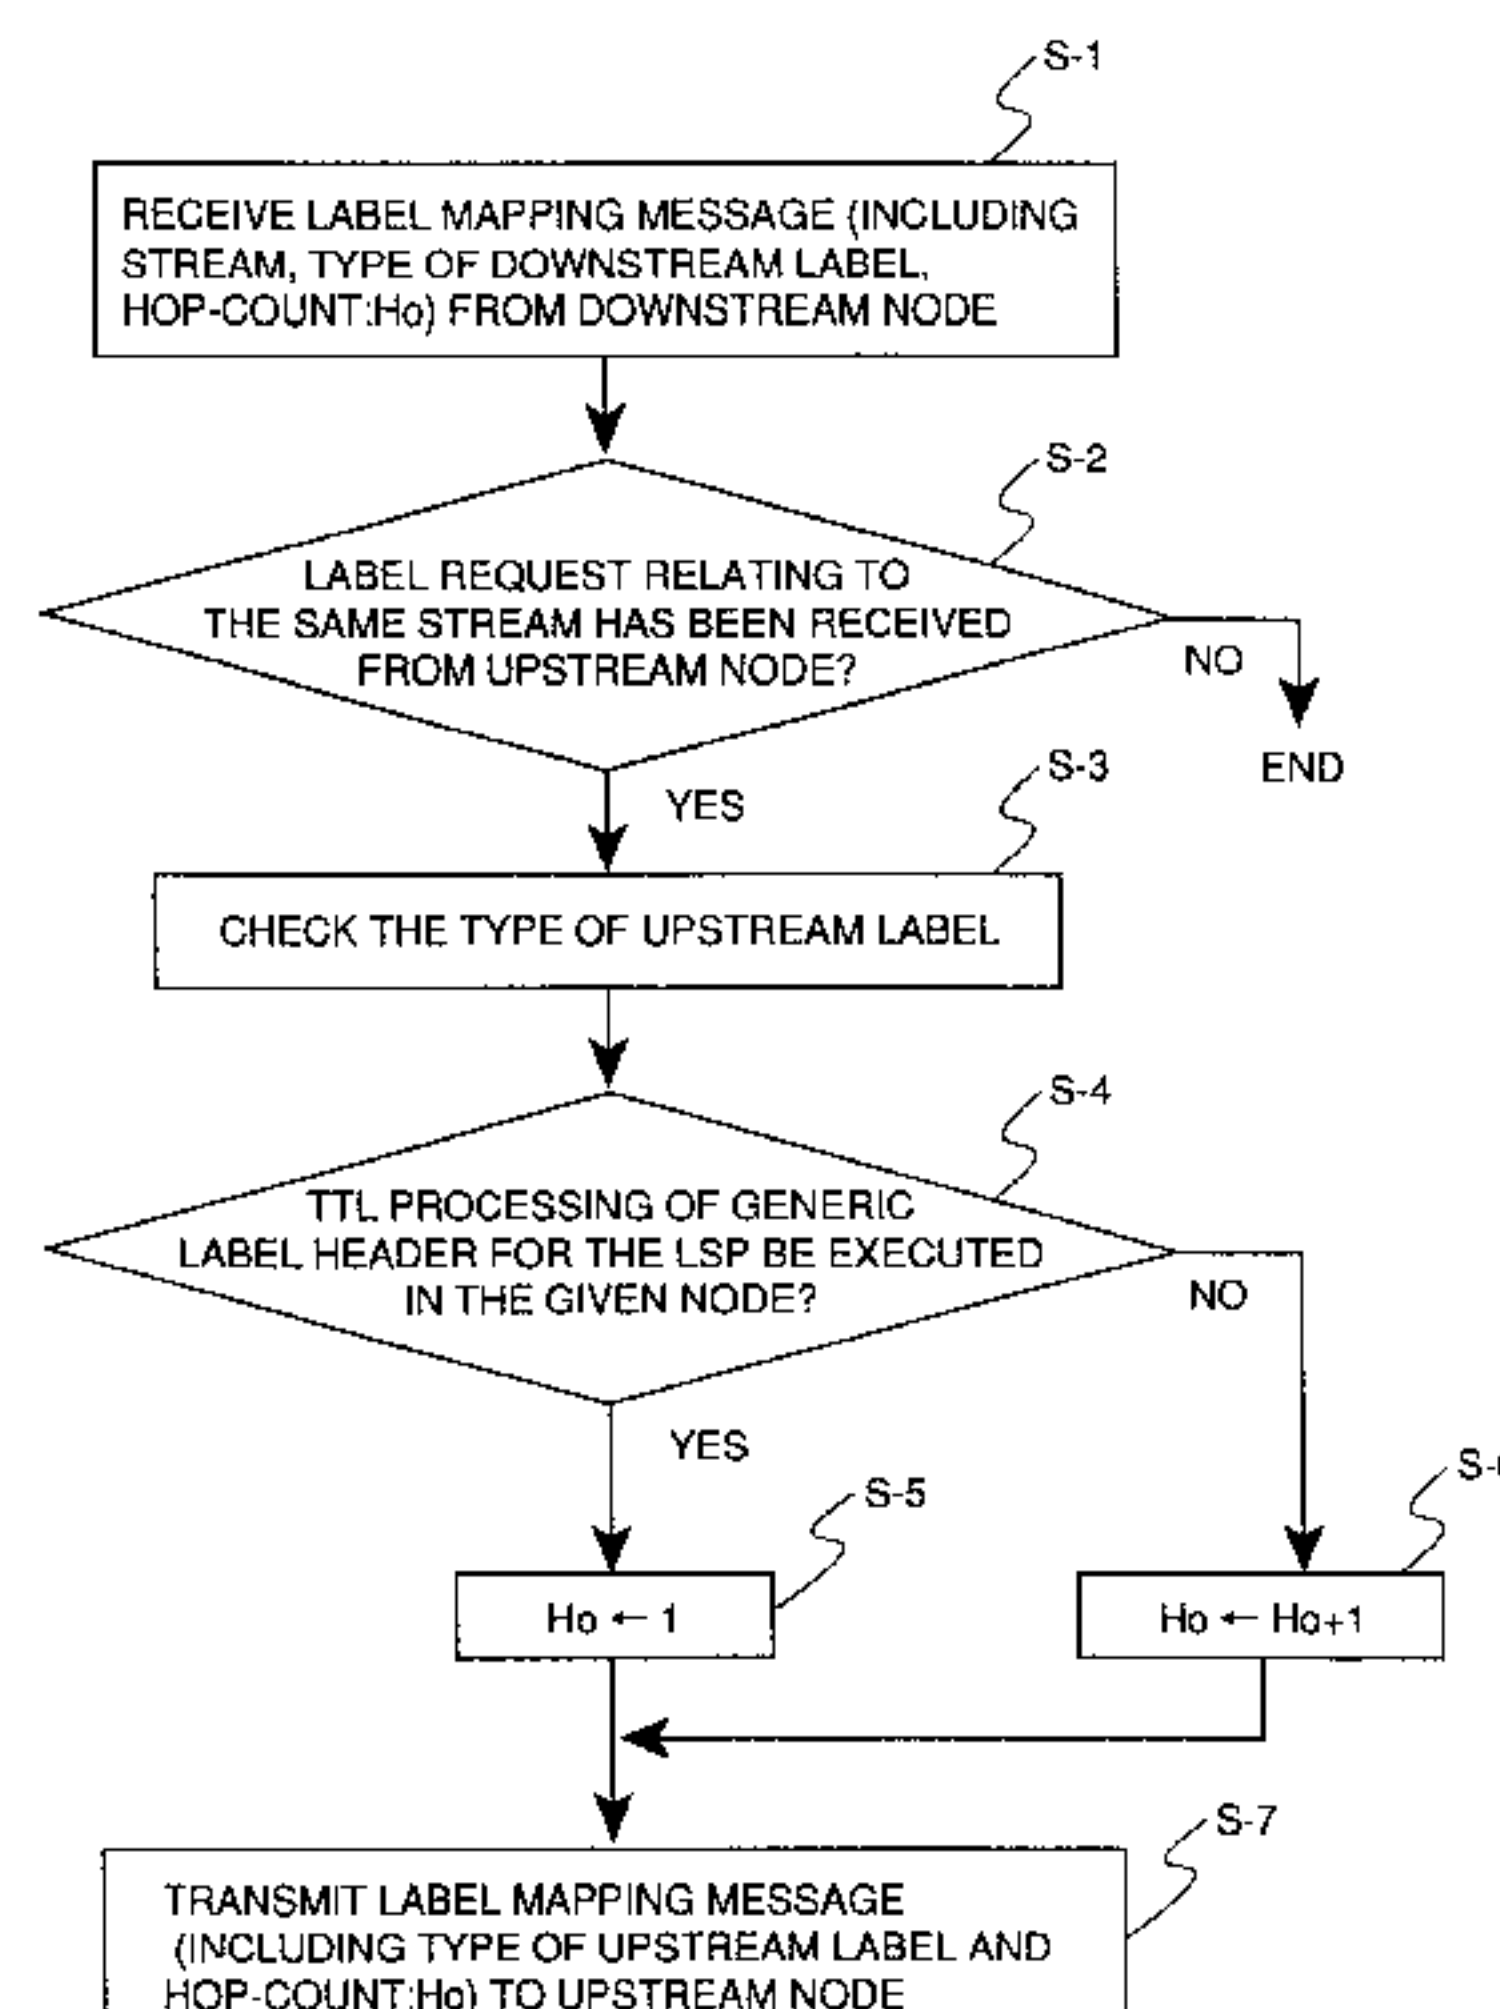 S-1
RECEIVE LABEL MAPPING MESSAGE (INCLUDING
STREAM, TYPE OF DOWNSTREAM LABEL,
HOP-COUNT:Ho) FROM DOWNSTREAM NODE
S-2
LABEL REQUEST RELATING TO
THE SAME STREAM HAS BEEN RECEIVED
FROM UPSTREAM NODE?
NO
END
YES
S-3
CHECK THE TYPE OF UPSTREAM LABEL
S-4
TTL PROCESSING OF GENERIC
LABEL HEADER FOR THE LSP BE EXECUTED
IN THE GIVEN NODE?
NO
YES
S-5
Ho ← 1
Ho ← Ho+1
S-7
TRANSMIT LABEL MAPPING MESSAGE
(INCLUDING TYPE OF UPSTREAM LABEL AND
HOP-COUNT:Ho) TO UPSTREAM NODE